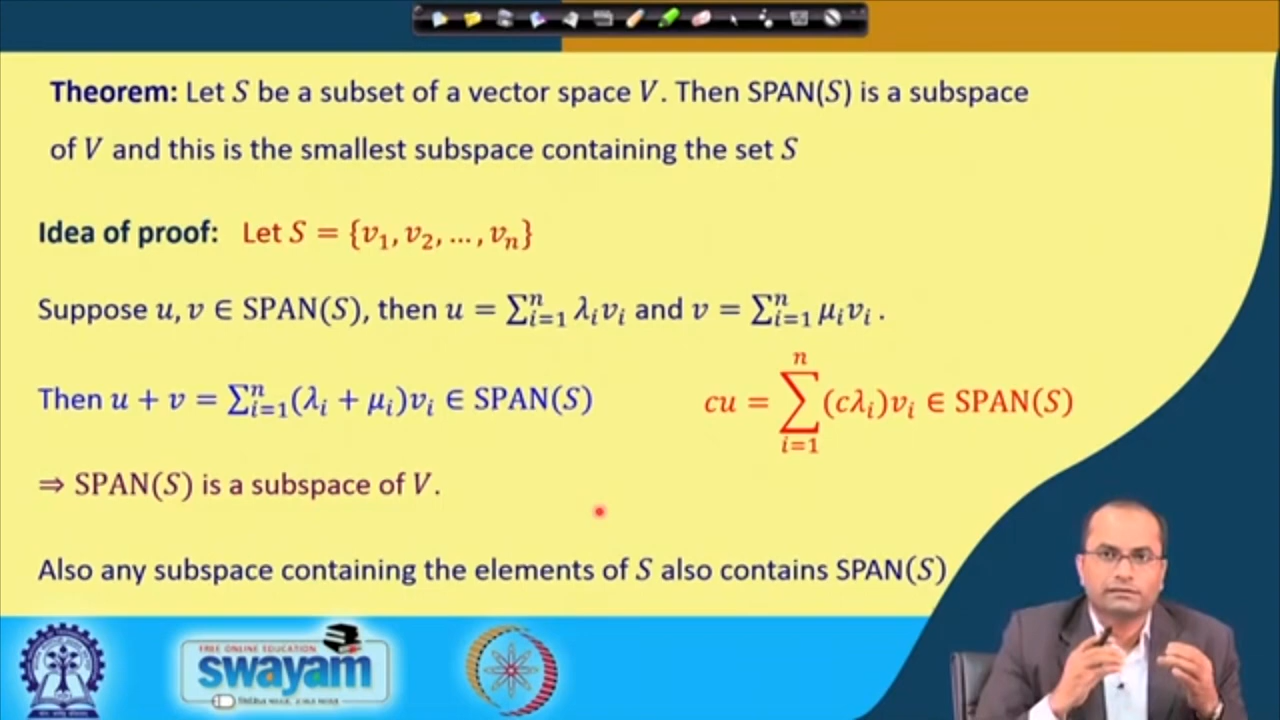 Theorem: Let S be a subset of a vector space V. Then SPAN(S) is a subspace
of V and this is the smallest subspace containing the set S
Idea of proof: Let S = {v₁, v₂, …, vₙ}
Suppose u, v ∈ SPAN(S), then u = ∑ⁿᵢ₌₁ λᵢvᵢ and v = ∑ⁿᵢ₌₁ μᵢvᵢ .
Then u + v = ∑ⁿᵢ₌₁(λᵢ + μᵢ)vᵢ ∈ SPAN(S) cu = ∑ⁿᵢ₌₁(cλᵢ)vᵢ ∈ SPAN(S)
⇒ SPAN(S) is a subspace of V.
Also any subspace containing the elements of S also contains SPAN(S)
FREE ONLINE EDUCATION
swayam